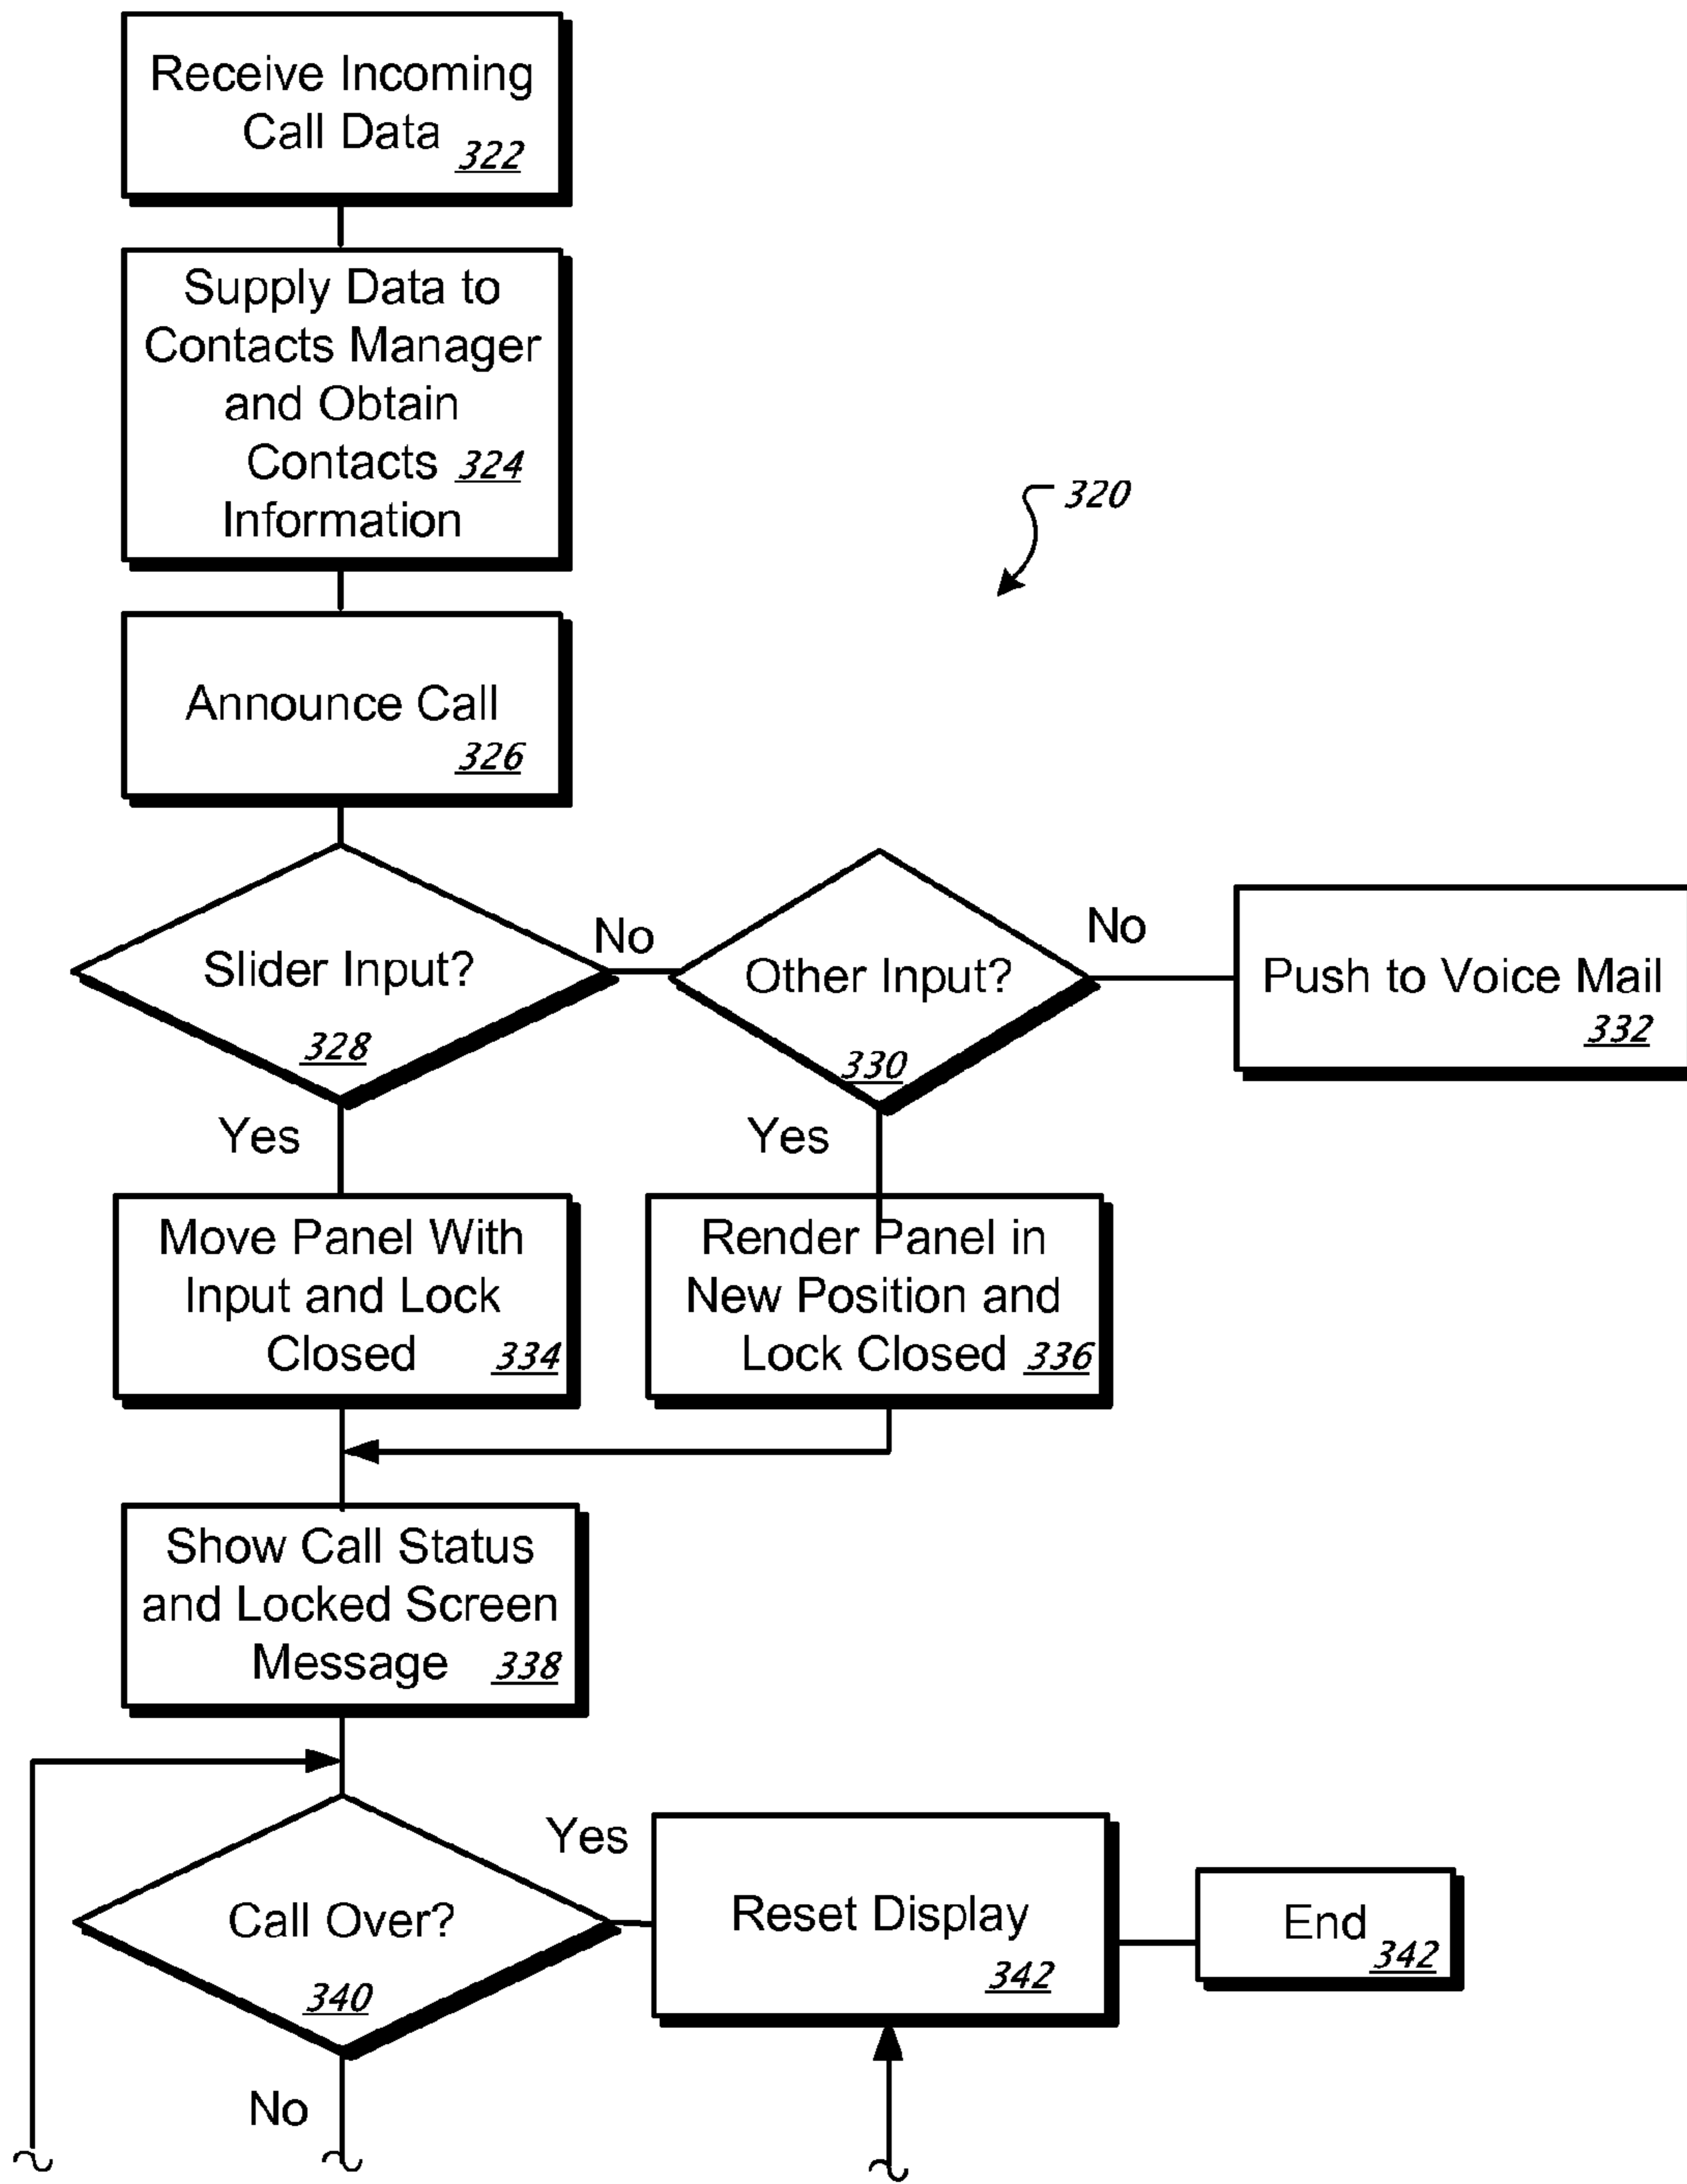 Receive Incoming
Call Data 322
Supply Data to
Contacts Manager
and Obtain
Contacts 324
Information
320
Announce Call
326
Slider Input?
328
No
Other Input?
330
No
Push to Voice Mail
332
Yes
Yes
Move Panel With
Input and Lock
Closed 334
Render Panel in
New Position and
Lock Closed 336
Show Call Status
and Locked Screen
Message 338
Call Over?
340
Yes
Reset Display
342
End
342
No